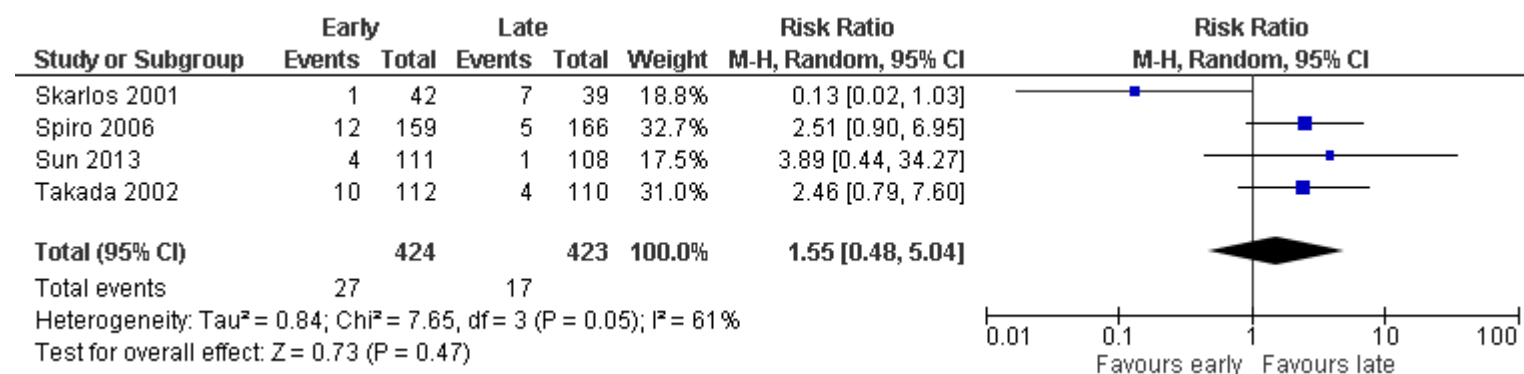 Early Late Risk Ratio Risk Ratio
Study or Subgroup Events Total Events Total Weight M-H, Random, 95% CI M-H, Random, 95% CI
Skarlos 2001 1 42 7 39 18.8% 0.13 [0.02, 1.03]
Spiro 2006 12 159 5 166 32.7% 2.51 [0.90, 6.95]
Sun 2013 4 111 1 108 17.5% 3.89 [0.44, 34.27]
Takada 2002 10 112 4 110 31.0% 2.46 [0.79, 7.60]
Total (95% CI) 424 423 100.0% 1.55 [0.48, 5.04]
Total events 27 17
Heterogeneity: Tau² = 0.84; Chi² = 7.65, df = 3 (P = 0.05); I² = 61%
Test for overall effect: Z = 0.73 (P = 0.47)
0.01 0.1 1 10 100
Favours early Favours late